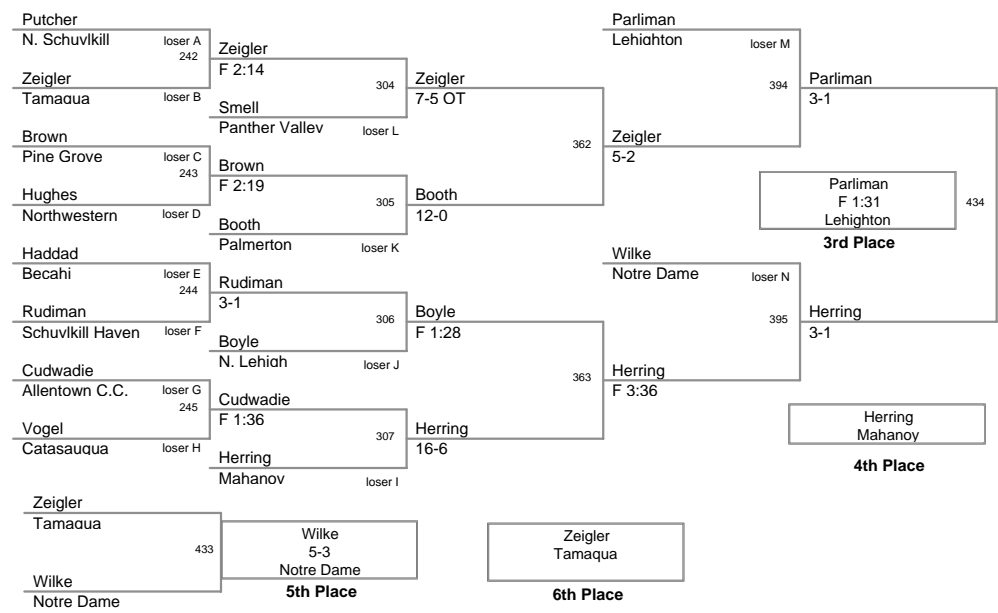 Putcher
N. Schuylkill
loser A
242
Zeigler
Tamaqua
loser B
Brown
Pine Grove
loser C
243
Hughes
Northwestern
loser D
Haddad
Becahi
loser E
244
Rudiman
Schuylkill Haven
loser F
Cudwadie
Allentown C.C.
loser G
245
Vogel
Catasauqua
loser H
Zeigler
F 2:14
304
Smell
Panther Valley
loser L
Brown
F 2:19
305
Booth
Palmerton
loser K
Rudiman
3-1
306
Boyle
N. Lehigh
loser J
Cudwadie
F 1:36
307
Herring
Mahanoy
loser I
Zeigler
7-5 OT
362
Booth
12-0
Boyle
F 1:28
363
Herring
16-6
Parliman
Lehighton
loser M
394
Zeigler
5-2
Wilke
Notre Dame
loser N
395
Herring
F 3:36
Parliman
3-1
434
Herring
3-1
Parliman
F 1:31
Lehighton
3rd Place
Herring
Mahanoy
4th Place
Zeigler
Tamaqua
433
Wilke
Notre Dame
Wilke
5-3
Notre Dame
5th Place
Zeigler
Tamaqua
6th Place